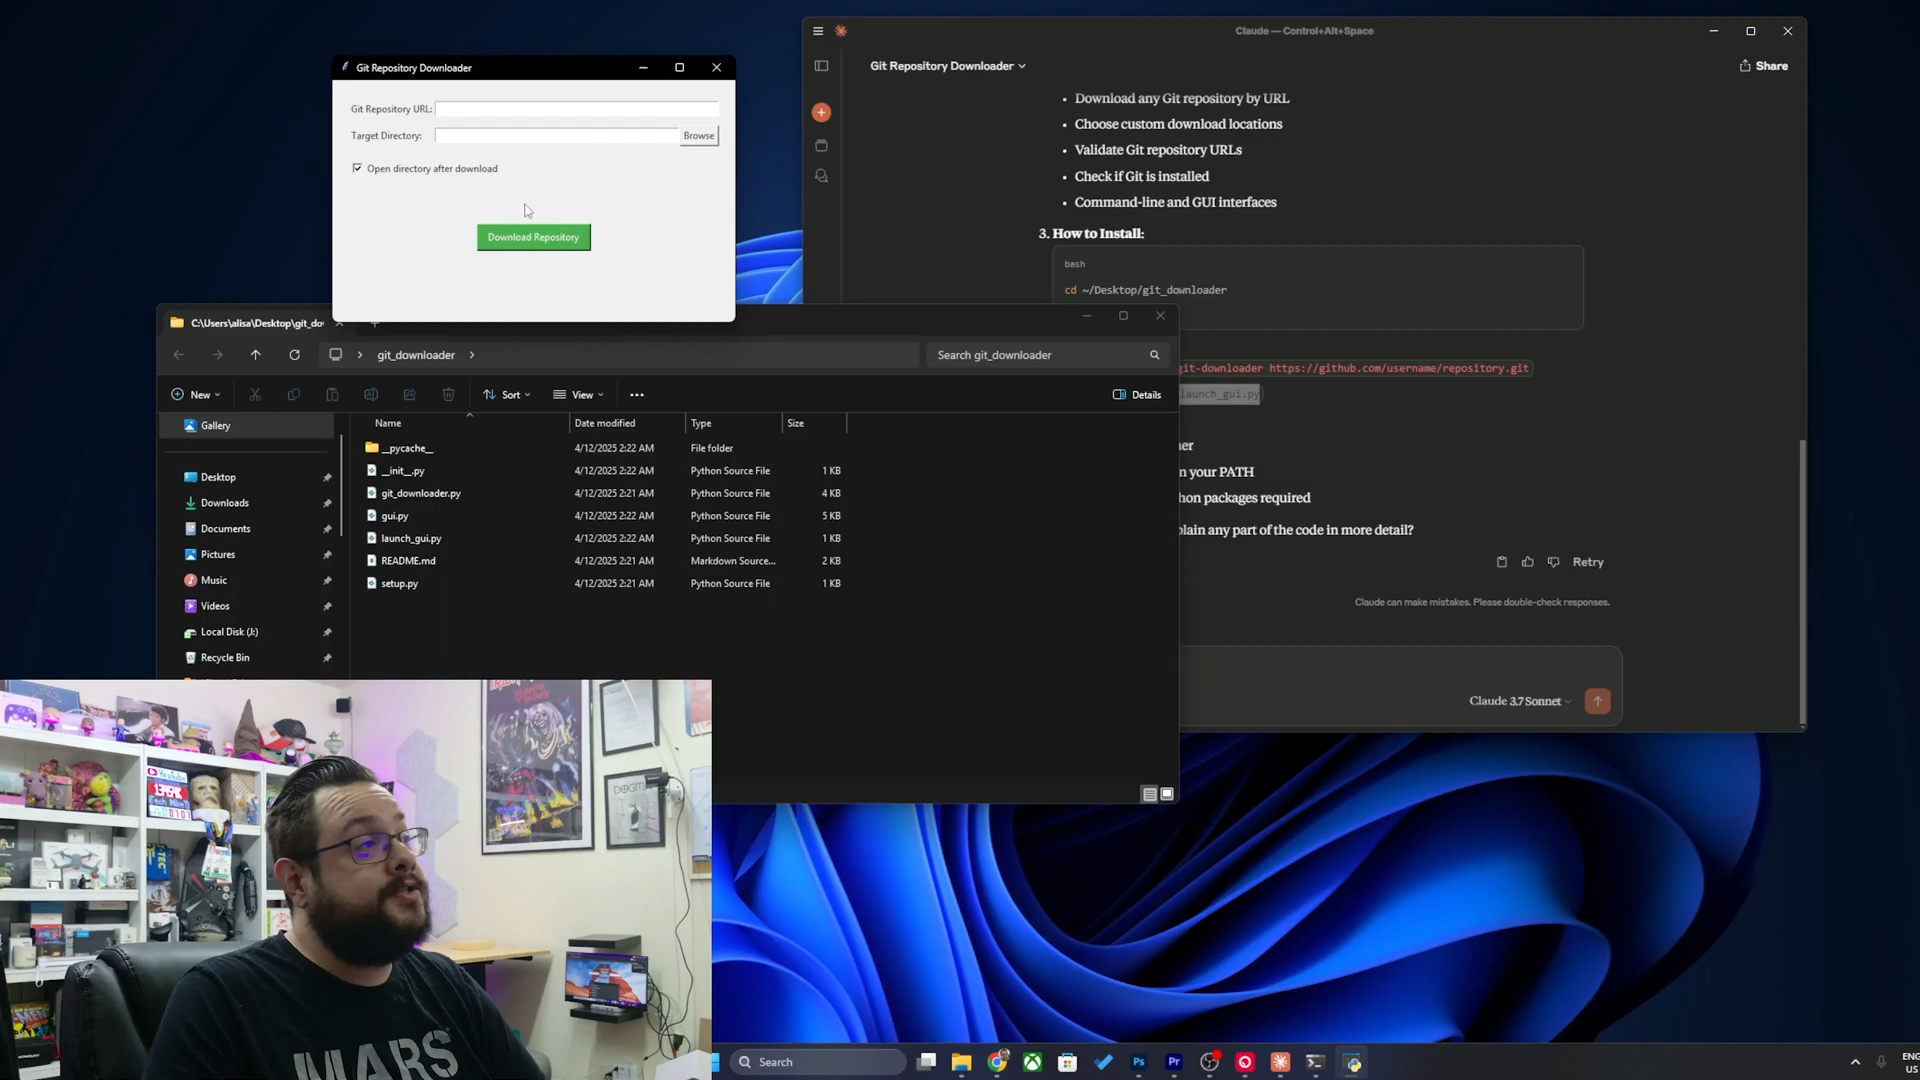 Git Repository Downloader
Git Repository URL:
Target Directory:
Browse
Open directory after download
Download Repository
Claude — Control+Alt+Space
Git Repository Downloader
Share
Download any Git repository by URL
Choose custom download locations
Validate Git repository URLs
Check if Git is installed
Command-line and GUI interfaces
3. How to Install:
bash
cd ~/Desktop/git_downloader
git-downloader https://github.com/username/repository.git
launch_gui.py
ner
n your PATH
hon packages required
plain any part of the code in more detail?
Retry
Claude can make mistakes. Please double-check responses.
Claude 3.7 Sonnet
C:\Users\alisa\Desktop\git_do
git_downloader
Search git_downloader
New
Sort
View
Details
Gallery
Desktop
Downloads
Documents
Pictures
Music
Videos
Local Disk (J:)
Recycle Bin
Name Date modified Type Size
__pycache__ 4/12/2025 2:22 AM File folder
__init__.py 4/12/2025 2:22 AM Python Source File 1 KB
git_downloader.py 4/12/2025 2:21 AM Python Source File 4 KB
gui.py 4/12/2025 2:22 AM Python Source File 5 KB
launch_gui.py 4/12/2025 2:22 AM Python Source File 1 KB
README.md 4/12/2025 2:21 AM Markdown Source... 2 KB
setup.py 4/12/2025 2:21 AM Python Source File 1 KB
YouTube
MARS
Search
Ps
Pr
ENG
US